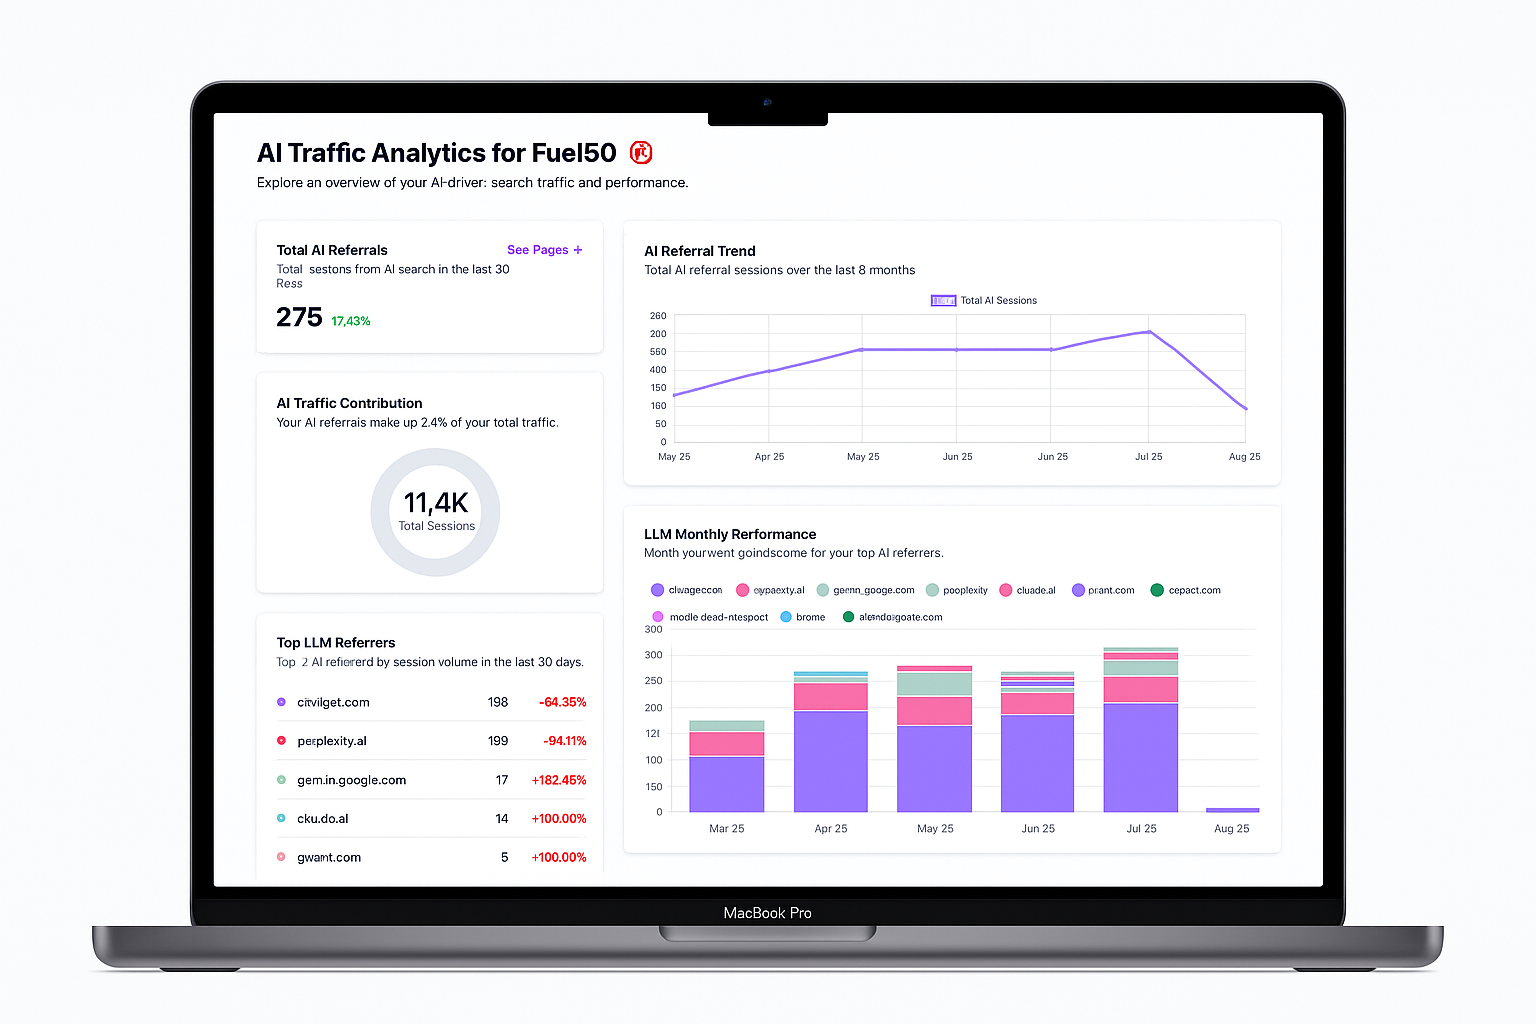 AI Traffic Analytics for Fuel50
Explore an overview of your AI-driver: search traffic and performance.
Total AI Referrals
See Pages +
Total sestons from AI search in the last 30
Ress
275 17,43%
AI Traffic Contribution
Your AI referrais make up 2.4% of your total traffic.
11,4K
Total Sessions
Top LLM Referrers
Top 2 AI refererd by session volume in the last 30 days.
citvilget.com 198 -64.35%
perplexity.al 199 -94.11%
gem.in.google.com 17 +182.45%
cku.do.al 14 +100.00%
gwant.com 5 +100.00%
AI Referral Trend
Total AI referral sessions over the last 8 months
Total AI Sessions
260
200
560
400
150
160
50
0
May 25 Apr 25 May 25 Jun 25 Jun 25 Jul 25 Aug 25
LLM Monthly Rerformance
Month yourwent goindscome for your top AI referrers.
clwageccon eypaexty.al gemn_googe.com pooplexity cluade.al prant.com cepact.com
modle dead-ntespoct brome
300
300
250
200
12l
100
150
0
Mar 25 Apr 25 May 25 Jun 25 Jul 25 Aug 25
MacBook Pro